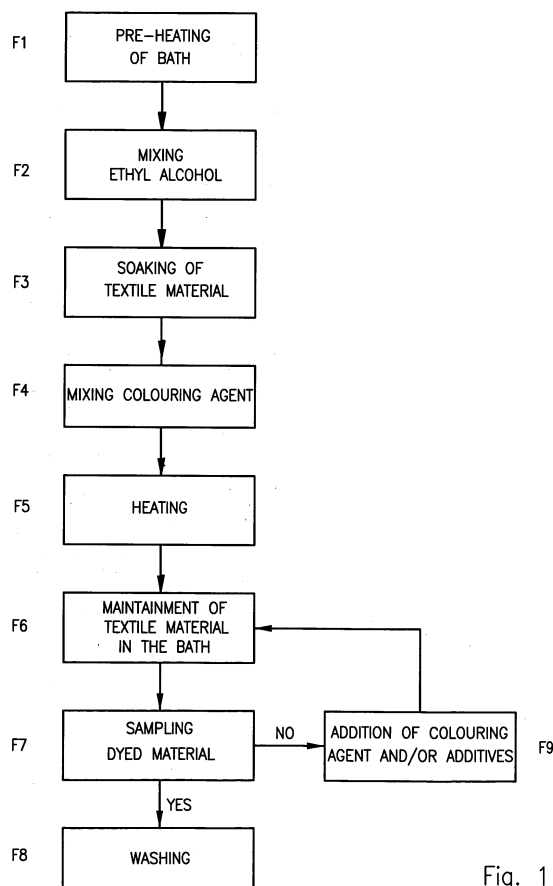 F1
PRE-HEATING
OF BATH
F2
MIXING
ETHYL ALCOHOL
F3
SOAKING OF
TEXTILE MATERIAL
F4
MIXING COLOURING AGENT
F5
HEATING
F6
MAINTAINMENT OF
TEXTILE MATERIAL
IN THE BATH
F7
SAMPLING
DYED MATERIAL
NO
ADDITION OF COLOURING
AGENT AND/OR ADDITIVES
F9
YES
F8
WASHING
Fig. 1